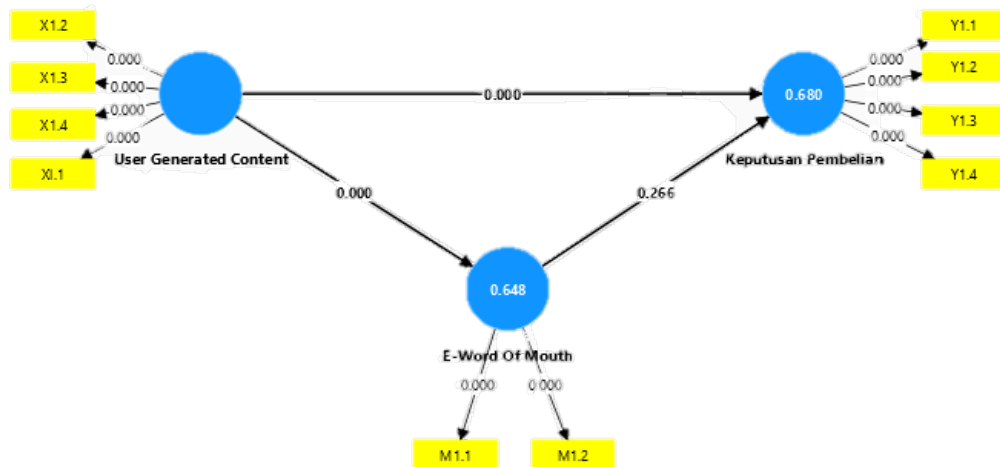 X1.2
X1.3
X1.4
XI.1
0.000
0.000
0.000
0.000
User Generated Content
0.000
0.000
0.266
0.680
Keputusan Pembelian
0.000
0.000
0.000
0.000
Y1.1
Y1.2
Y1.3
Y1.4
0.648
E-Word Of Mouth
0.000
0.000
M1.1
M1.2